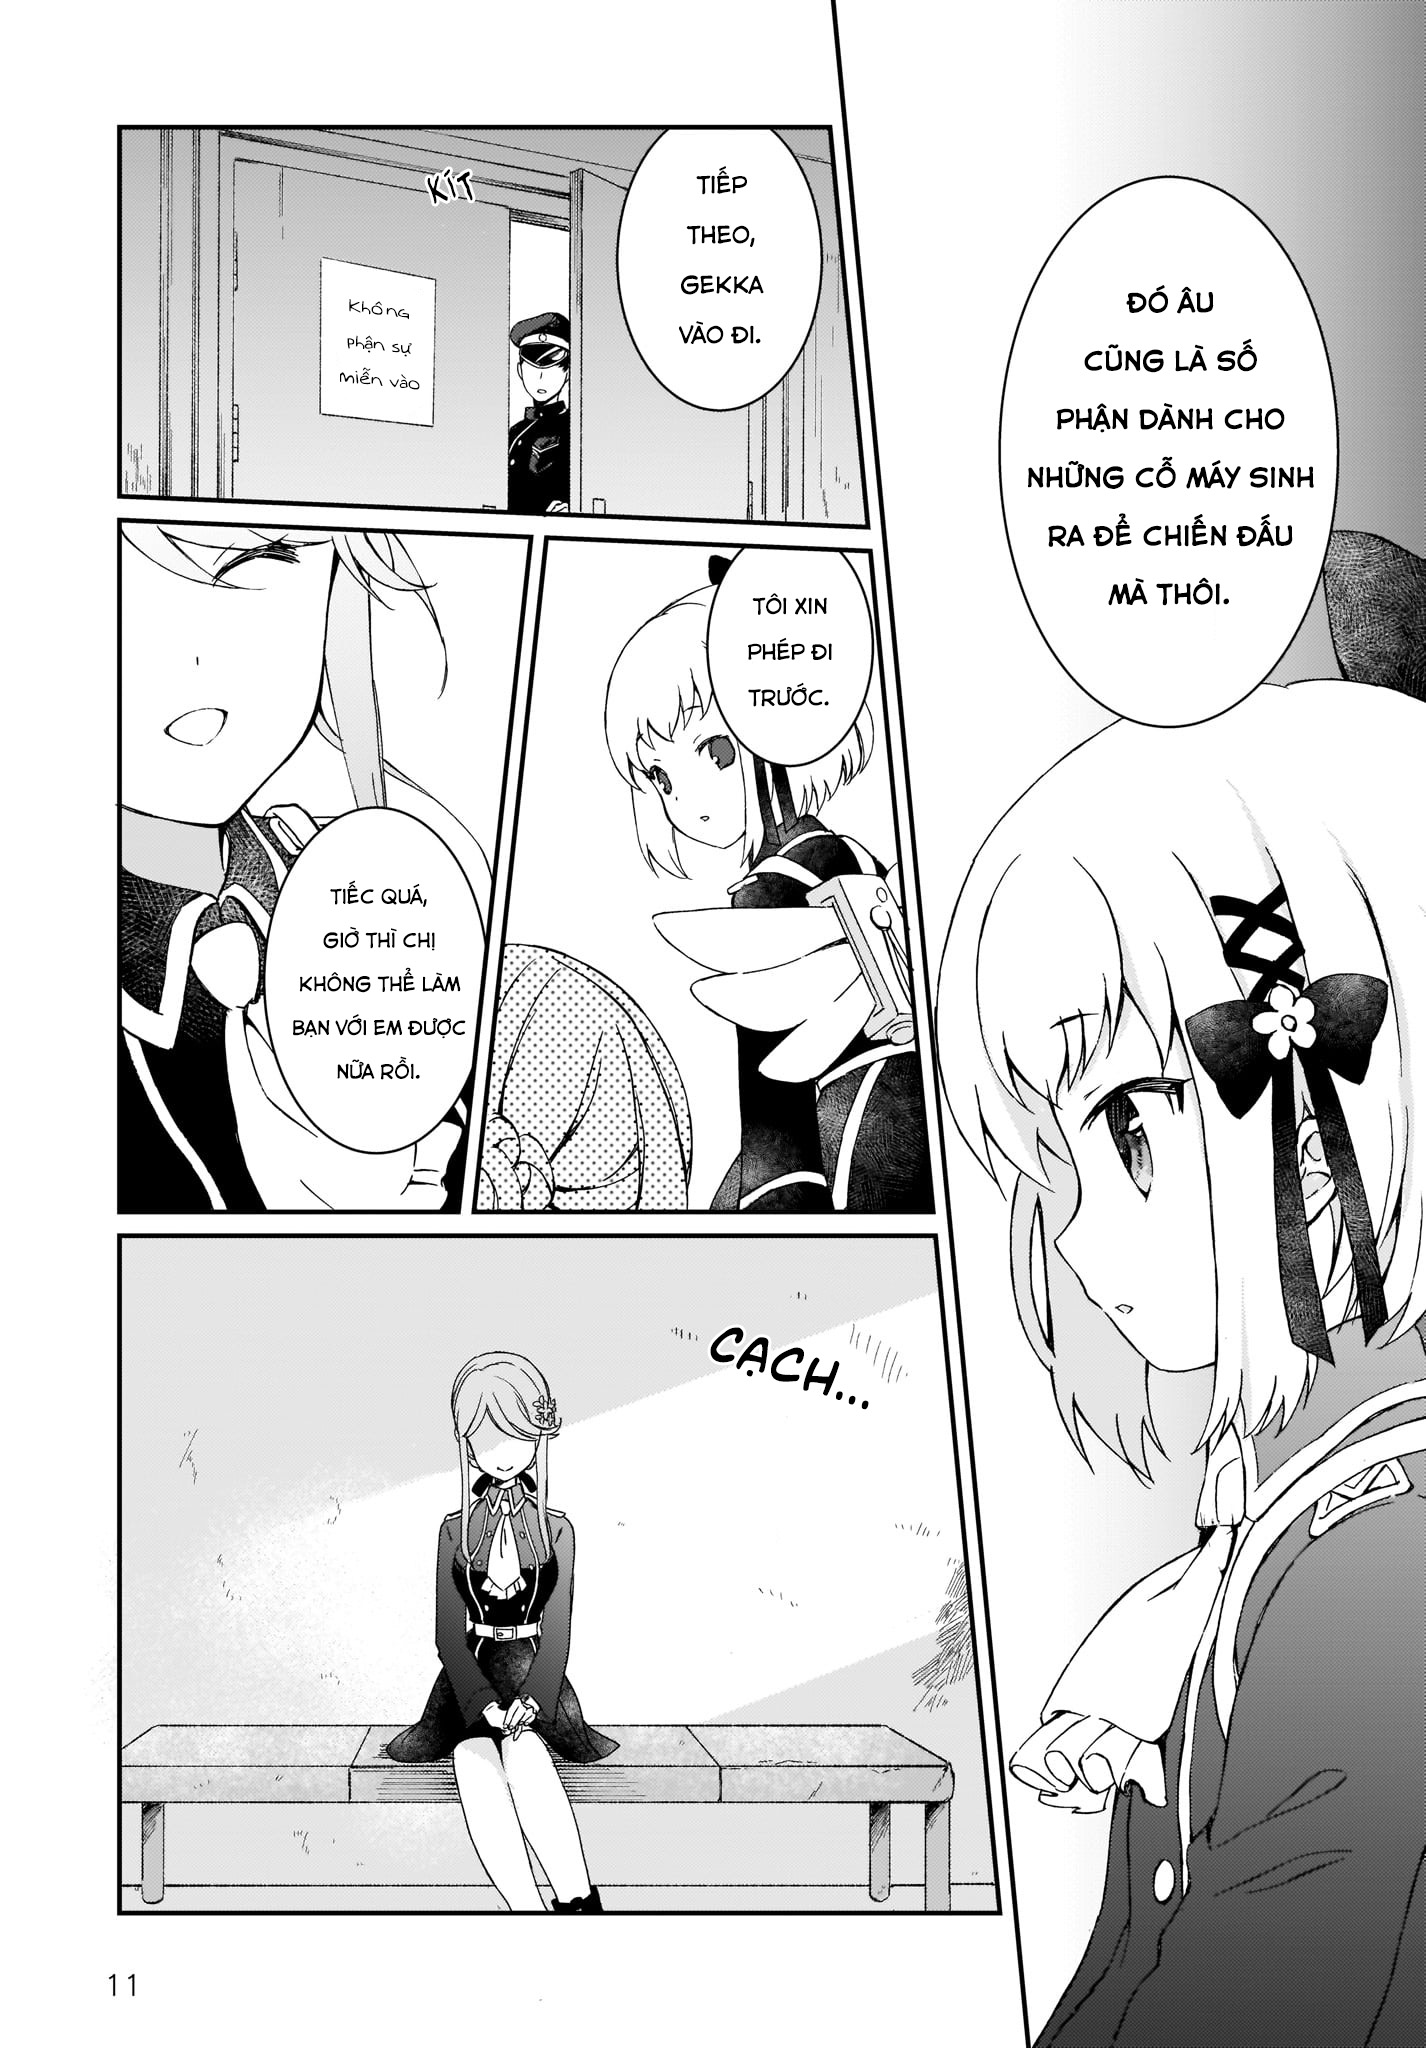 ĐÓ ÂU
CŨNG LÀ SỐ
PHẬN DÀNH CHO
NHỮNG CỖ MÁY SINH
RA ĐỂ CHIẾN ĐẤU
MÀ THÔI.
TIẾP
THEO,
GEKKA
VÀO ĐI.
KÍT
Không
phận sự
miễn vào
TÔI XIN
PHÉP ĐI
TRƯỚC.
TIẾC QUÁ,
GIỜ THÌ CHỊ
KHÔNG THỂ LÀM
BẠN VỚI EM ĐƯỢC
NỮA RỒI.
CẠCH...
11